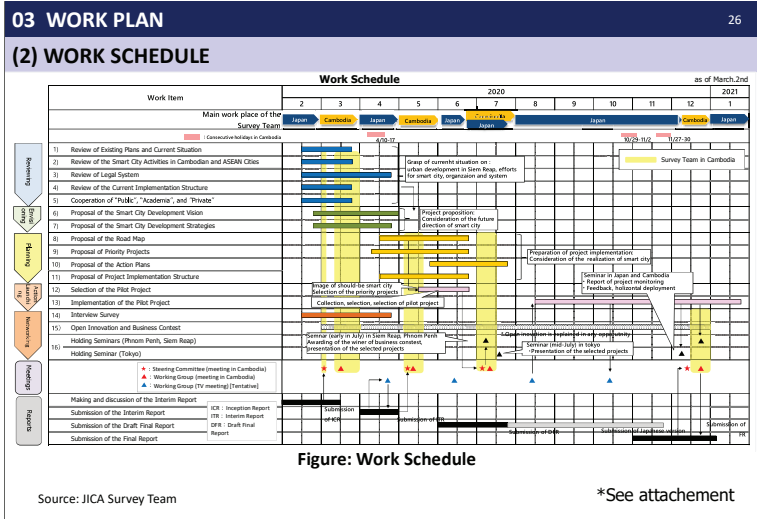 03 WORK PLAN
26
(2) WORK SCHEDULE
Work Schedule
as of March.2nd
Work Item
2020
2021
2
3
4
5
6
7
8
9
10
11
12
1
Main work place of the
Survey Team
Japan
Cambodia
Japan
Cambodia
Japan
Japan
Japan
Cambodia
Japan
: Consecutive holidays in Cambodia
4/10-17
10/29-11/2
11/27-30
Survey Team in Cambodia
Reviewing
1) Review of Existing Plans and Current Situation
2) Review of the Smart City Activities in Cambodian and ASEAN Cities
3) Review of Legal System
4) Review of the Current Implementation Structure
5) Cooperation of "Public", "Academia", and "Private"
Grasp of currecnt situation on :
urban development in Siem Reap, efforts
for smart city, organzaion and system
Envisi
oning
6) Proposal of the Smart City Development Vision
7) Proposal of the Smart City Development Strategies
Project proposition:
Consideration of the future
direction of smart city
Planning
8) Proposal of the Road Map
9) Proposal of Priority Projects
10) Proposal of the Action Plans
11) Proposal of Project Implementation Structure
Preparation of project implementation.
Consideration of the realization of smart city
12) Selection of the Pilot Project
13) Implementation of the Pilot Project
Image of should-be smart city
Selection of the priority projects
Collection, selection, selection of pilot project
Seminar in Japan and Cambodia
・Report of project monitoring
Feedback, holizontal deployment
Networking
14) Interview Survey
15) Open Innovation and Business Contest
16)
Holding Seminars (Phnom Penh, Siem Reap)
Holding Seminar (Tokyo)
Seminar (early in July) in Siem Reap, Phnom Penh
Awarding of the winer of business constest
presentation of the selected projects
Seminar (mid-July) in tokyo
・Presentation of the selected projects
Meetings
★ : Steering Committee (meeting in Cambodia)
▲ : Working Group (meeting in Cambodia)
▲ : Working Group (TV meeting) [Tentative]
Reports
Making and discussion of the Interim Report
Submission of the Interim Report
Submission of the Draft Final Report
Submission of the Final Report
ICR : Inception Report
ITR : Interim Report
DFR : Draft Final
Report
Submission
of ICR
Submission of ITR
Submission of DFR
Submission of Japanese version
Submission of
FR
Figure: Work Schedule
Source: JICA Survey Team
*See attachement